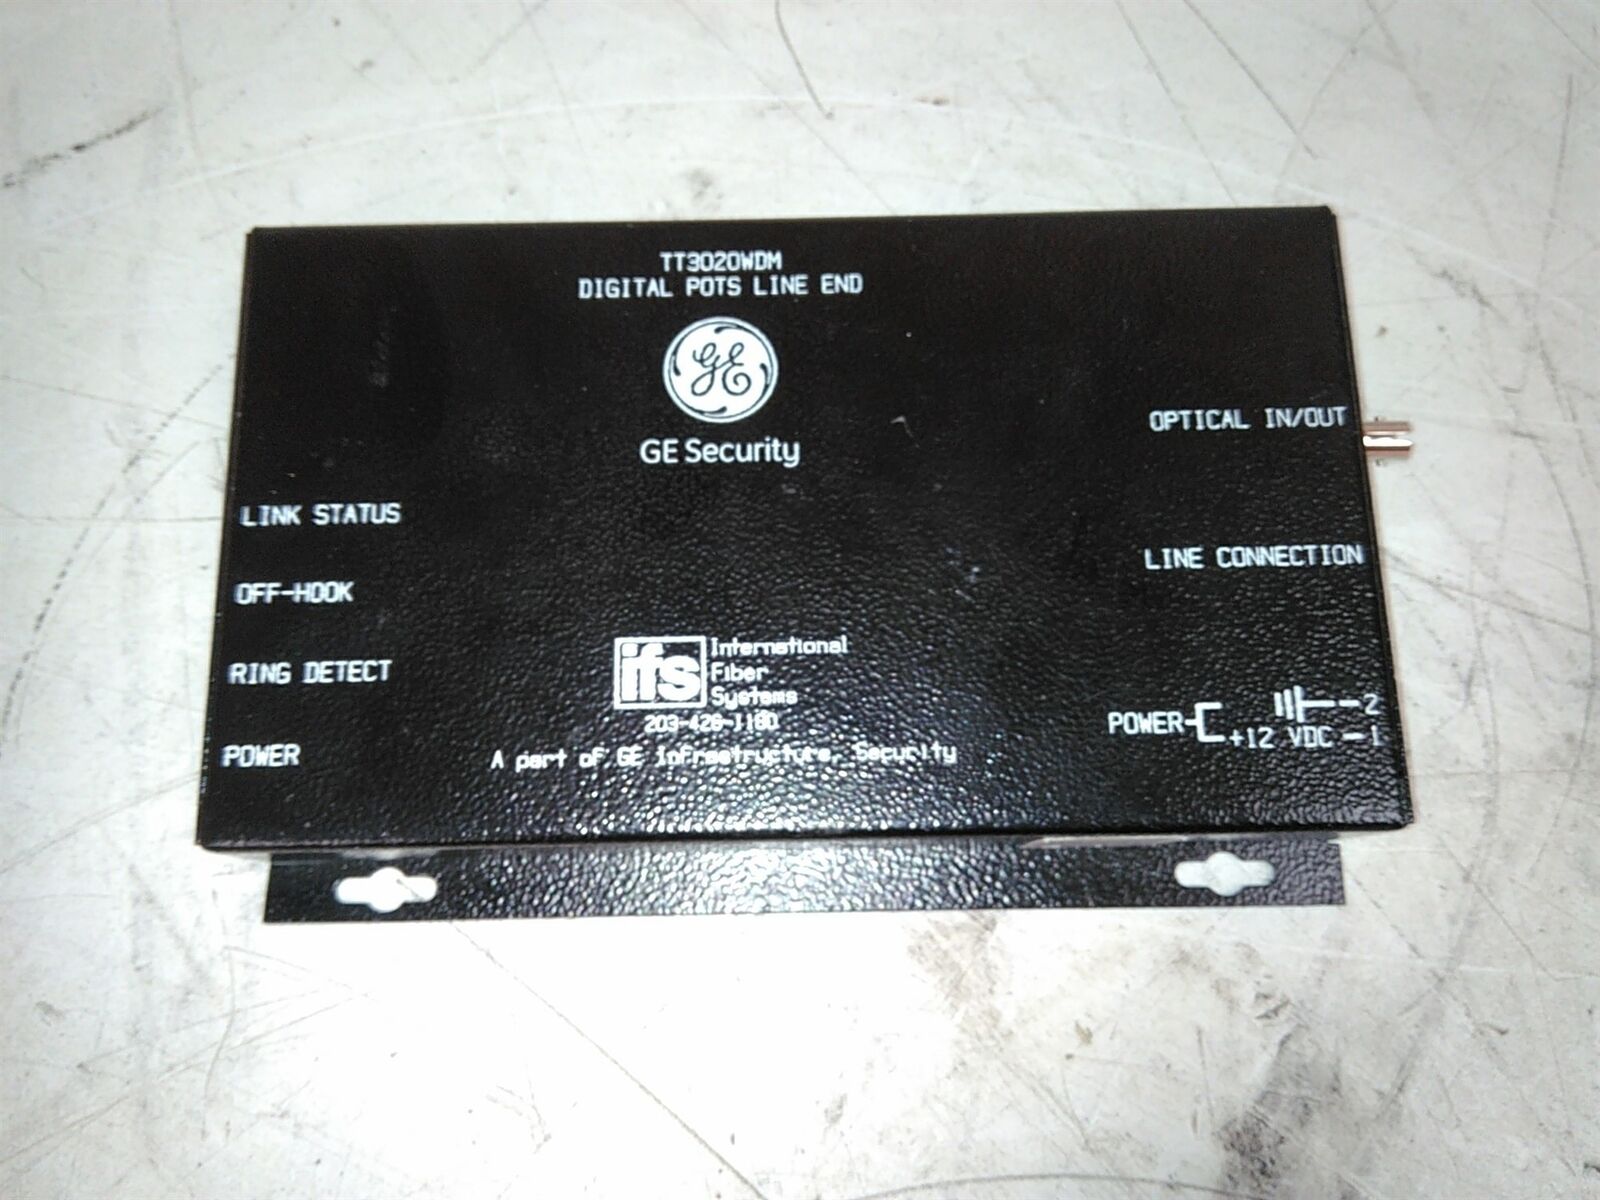 TT3020WDM
DIGITAL POTS LINE END
GE
GE Security
OPTICAL IN/OUT
LINK STATUS
LINE CONNECTION
OFF-HOOK
RING DETECT
ifs International
Fiber
Systems
203-426-1180
A part of GE Infrastructure, Security
POWER
POWER
2
+12 VDC 1